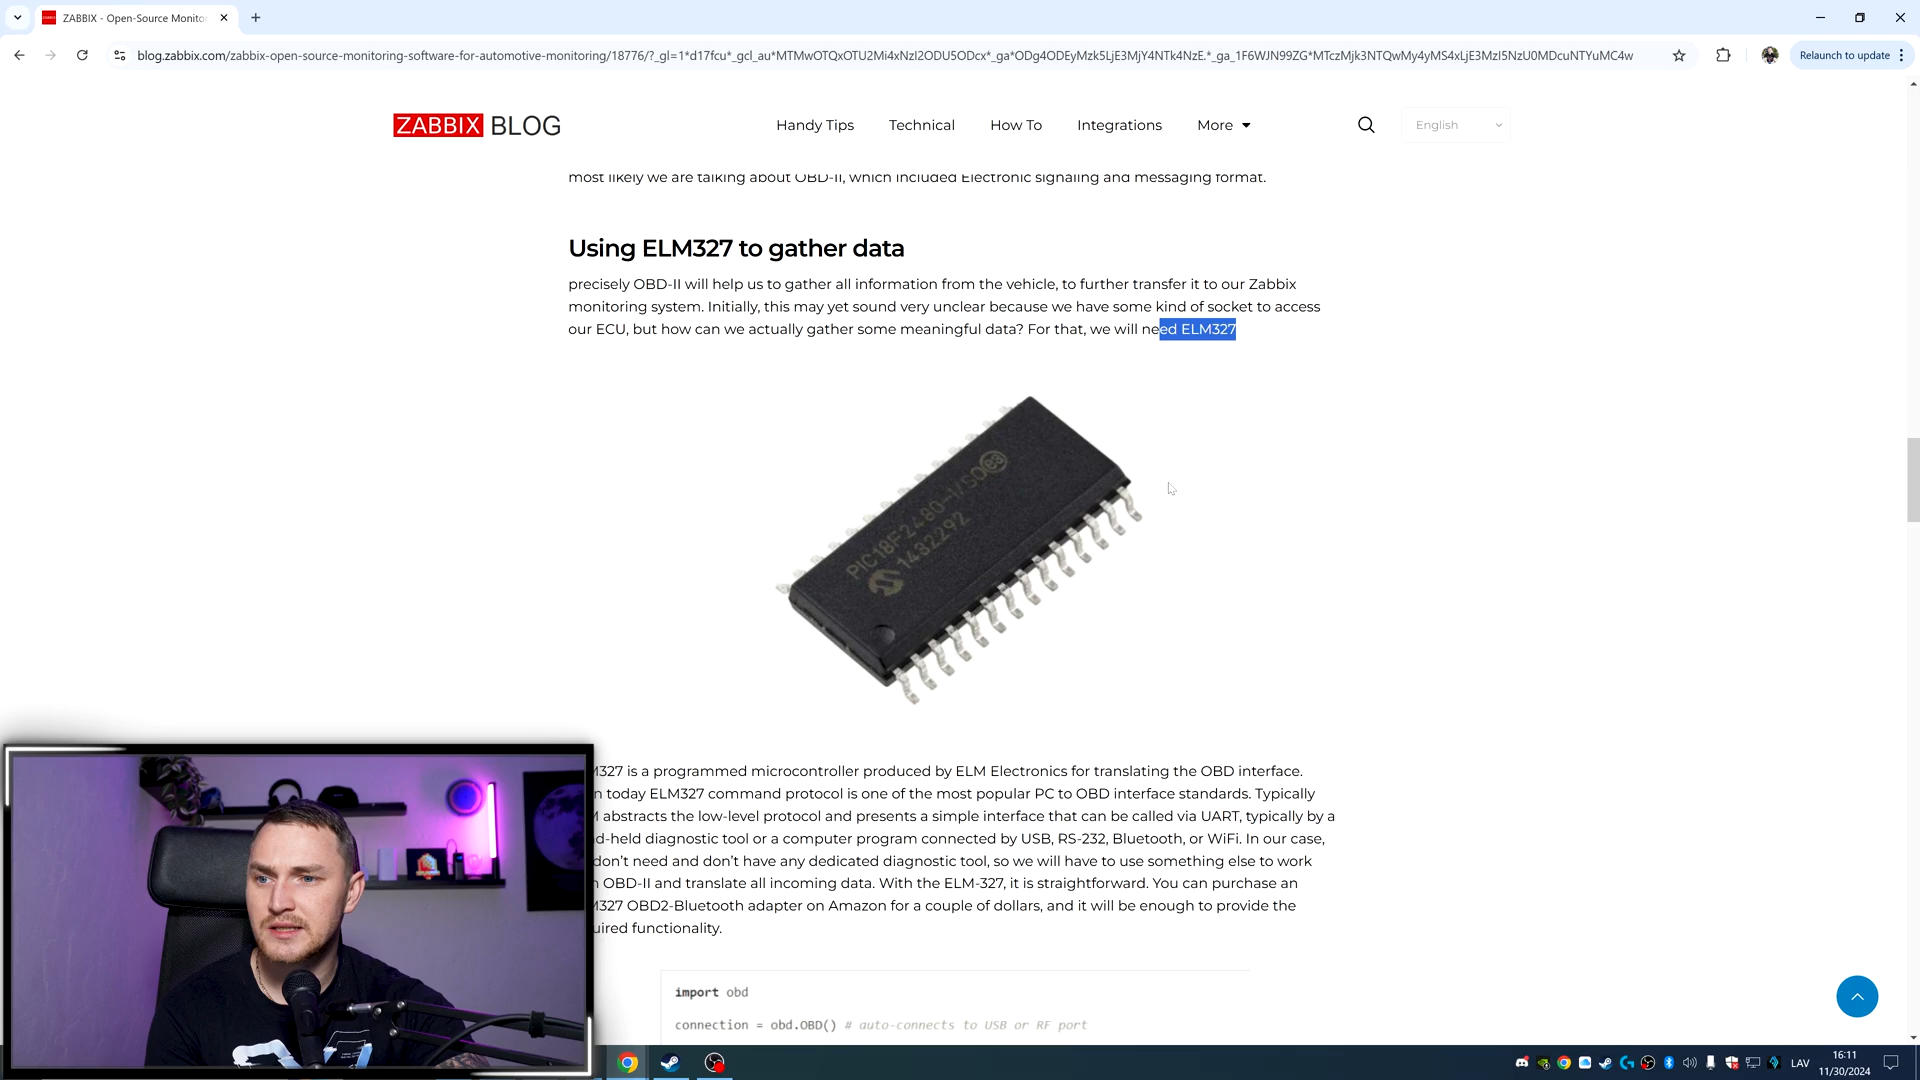 ZABBIX - Open-Source Monito
blog.zabbix.com/zabbix-open-source-monitoring-software-for-automotive-monitoring/18776/?_gl=1*d17fcu*_gcl_au*MTMwOTQxOTU2Mi4xNzI2ODU5ODcx*_ga*ODg4ODEyMzk5LjE3MjY4NTk4NzE.*_ga_1F6WJN99ZG*MTczMjk3NTQwMy4yMS4xLjE3MzI5NzU0MDcuNTYuMC4w
Relaunch to update
ZABBIX BLOG
Handy Tips Technical How To Integrations More
English
most likely we are talking about OBD-II, which included Electronic signaling and messaging format.
Using ELM327 to gather data
precisely OBD-II will help us to gather all information from the vehicle, to further transfer it to our Zabbix
monitoring system. Initially, this may yet sound very unclear because we have some kind of socket to access
our ECU, but how can we actually gather some meaningful data? For that, we will need ELM327
PIC18F2480-I/SO e3
1432292
M327 is a programmed microcontroller produced by ELM Electronics for translating the OBD interface.
n today ELM327 command protocol is one of the most popular PC to OBD interface standards. Typically
M abstracts the low-level protocol and presents a simple interface that can be called via UART, typically by a
d-held diagnostic tool or a computer program connected by USB, RS-232, Bluetooth, or WiFi. In our case,
don't need and don't have any dedicated diagnostic tool, so we will have to use something else to work
OBD-II and translate all incoming data. With the ELM-327, it is straightforward. You can purchase an
M327 OBD2-Bluetooth adapter on Amazon for a couple of dollars, and it will be enough to provide the
uired functionality.
import obd
connection = obd.OBD() # auto-connects to USB or RF port
LAV
16:11
11/30/2024